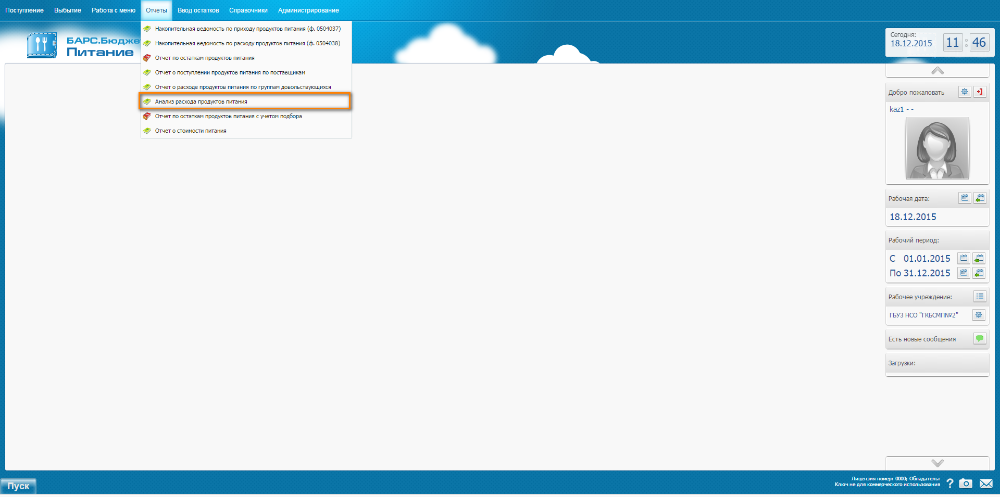 Поступление Выбытие Работа с меню Отчеты Ввод остатков Справочники Администрирование
Накопительная ведомость по приходу продуктов питания (ф. 0504037)
Накопительная ведомость по расходу продуктов питания (ф. 0504038)
Отчет по остаткам продуктов питания
Отчет о поступлении продуктов питания по поставщикам
Отчет о расходе продуктов питания по группам довольствующихся
Анализ расхода продуктов питания
Отчет по остаткам продуктов питания с учетом подбора
Отчет о стоимости питания
БАРС.Бюдже
Питание
Сегодня:
18.12.2015
11 : 46
Добро пожаловать
kaz1 - -
Рабочая дата:
18.12.2015
Рабочий период:
С 01.01.2015
По 31.12.2015
Рабочее учреждение:
ГБУЗ НСО "ГКБСМП№2"
Есть новые сообщения
Загрузки:
Пуск
Лицензия номер: 0000; Обладатель:
Ключ не для коммерческого использования
?